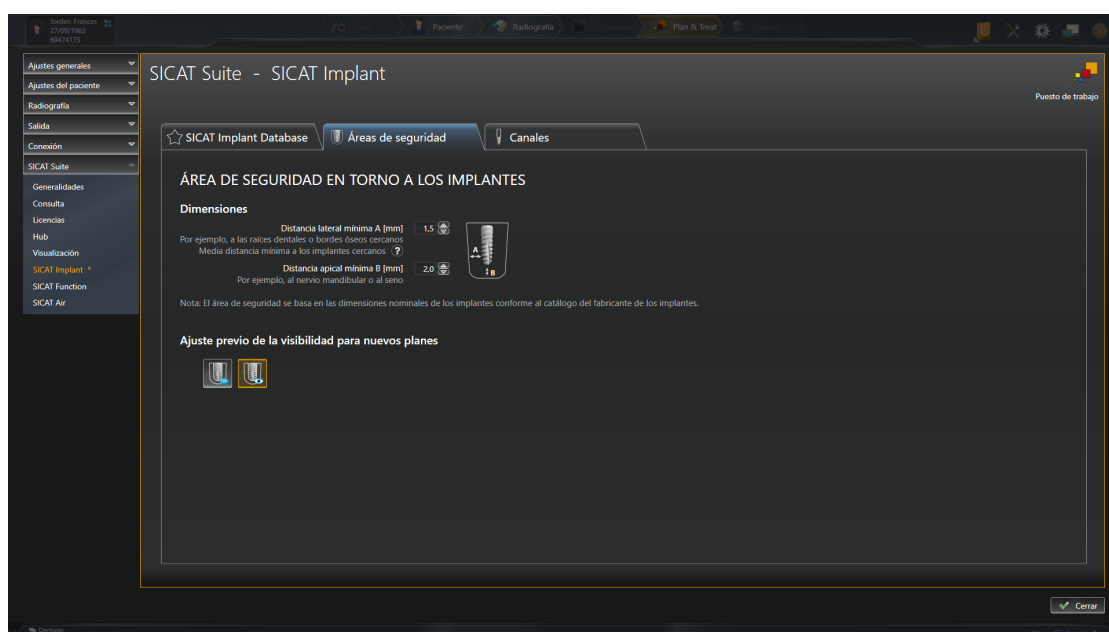 Jorden Frances
27/09/1963
69474173
Paciente
Radiografía
Plan & Treat
Ajustes generales
Ajustes del paciente
Radiografía
Salida
Conexión
SICAT Suite
Generalidades
Consulta
Licencias
Hub
Visualización
SICAT Implant *
SICAT Function
SICAT Air
SICAT Suite - SICAT Implant
Puesto de trabajo
SICAT Implant Database
Áreas de seguridad
Canales
ÁREA DE SEGURIDAD EN TORNO A LOS IMPLANTES
Dimensiones
Distancia lateral mínima A [mm] 1,5
Por ejemplo, a las raíces dentales o bordes óseos cercanos
Media distancia mínima a los implantes cercanos ?
A
B
Distancia apical mínima B [mm] 2,0
Por ejemplo, al nervio mandibular o al seno
Nota: El área de seguridad se basa en las dimensiones nominales de los implantes conforme al catálogo del fabricante de los implantes.
Ajuste previo de la visibilidad para nuevos planes
Cerrar